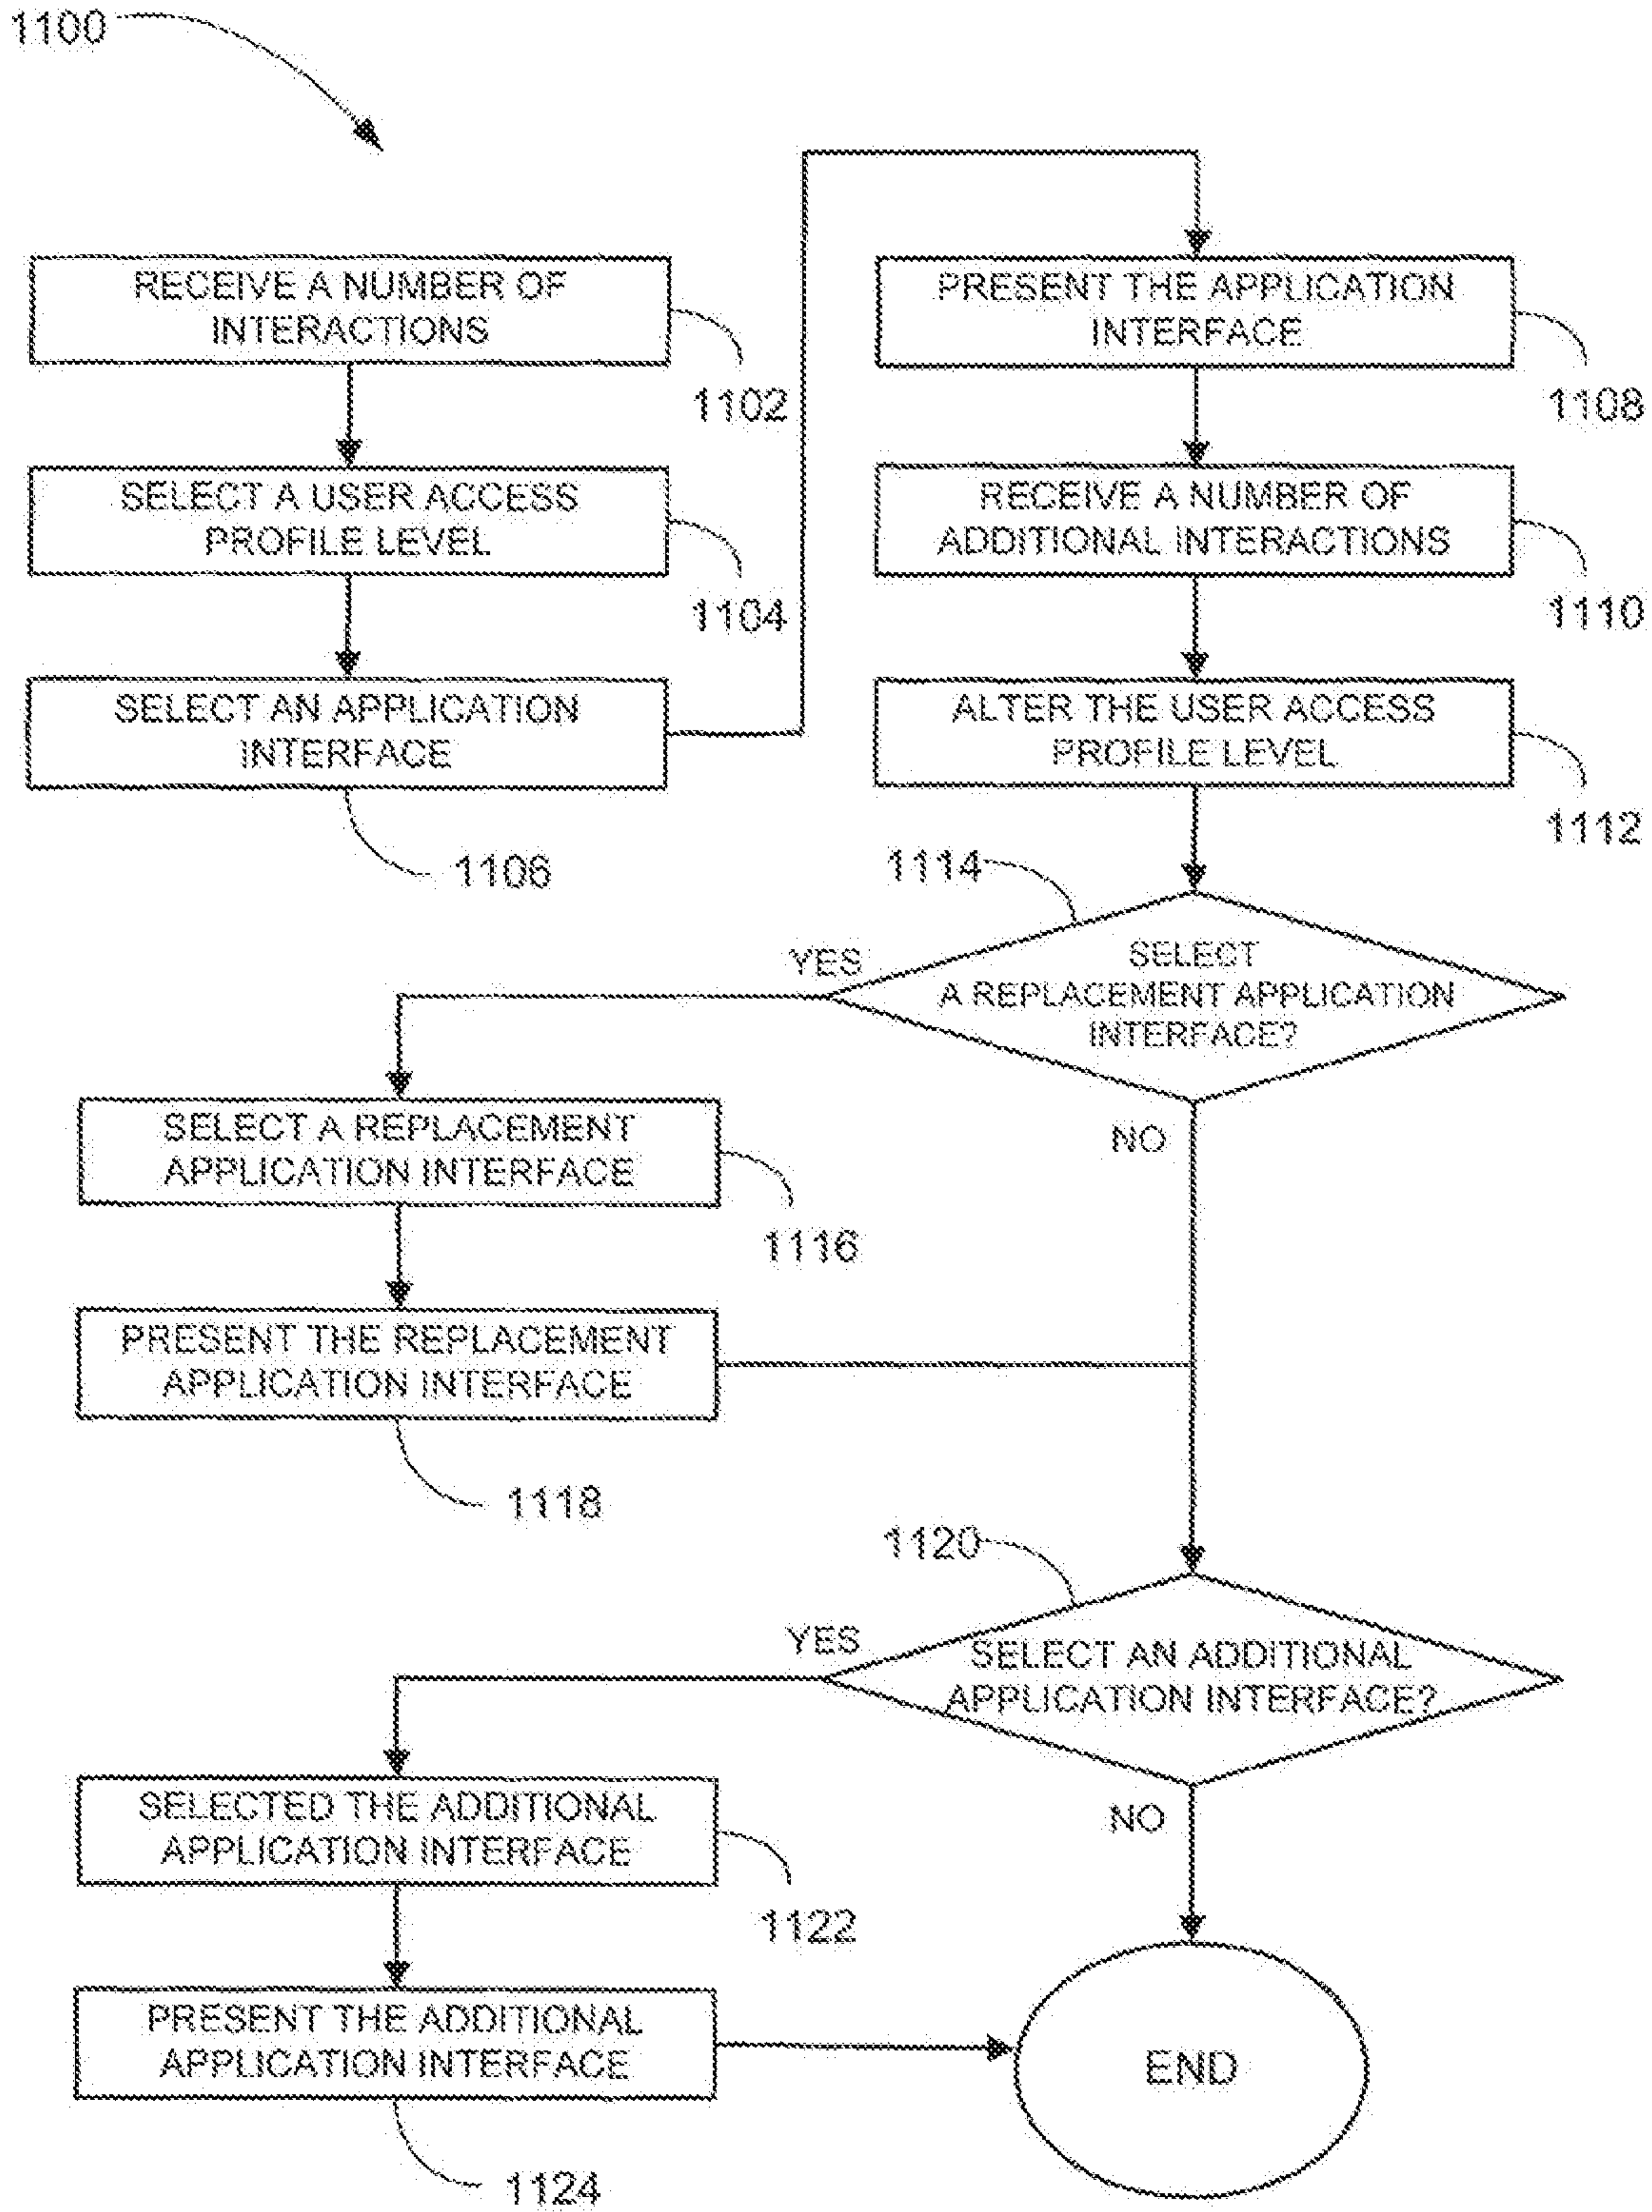 1100
RECEIVE A NUMBER OF
INTERACTIONS
1102
SELECT A USER ACCESS
PROFILE LEVEL
1104
SELECT AN APPLICATION
INTERFACE
1106
PRESENT THE APPLICATION
INTERFACE
1108
RECEIVE A NUMBER OF
ADDITIONAL INTERACTIONS
1110
ALTER THE USER ACCESS
PROFILE LEVEL
1112
1114
SELECT
A REPLACEMENT APPLICATION
INTERFACE?
YES
NO
SELECT A REPLACEMENT
APPLICATION INTERFACE
1116
PRESENT THE REPLACEMENT
APPLICATION INTERFACE
1118
1120
SELECT AN ADDITIONAL
APPLICATION INTERFACE?
YES
NO
SELECTED THE ADDITIONAL
APPLICATION INTERFACE
1122
PRESENT THE ADDITIONAL
APPLICATION INTERFACE
1124
END